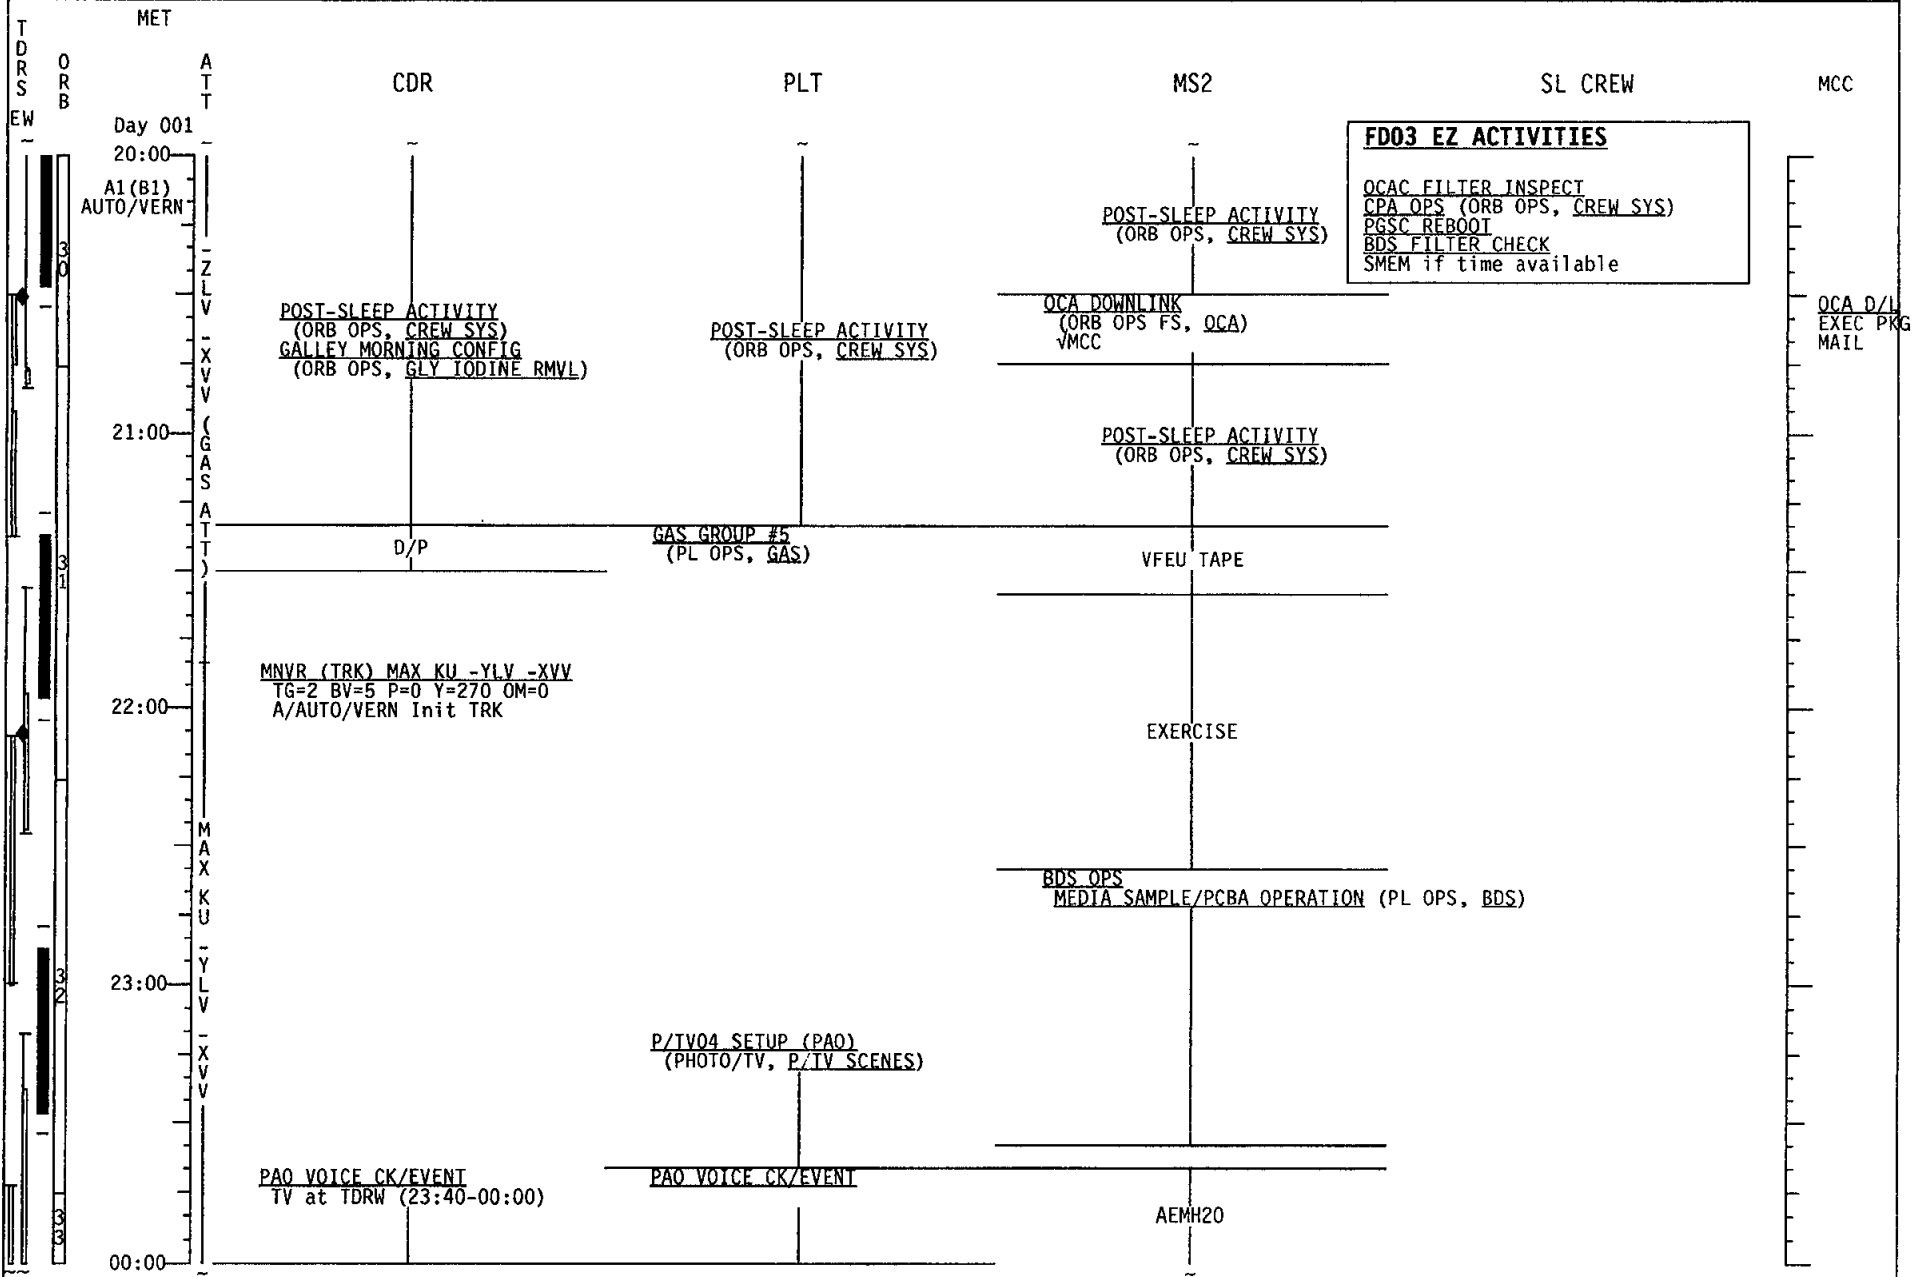 MET
TDRS
ORB
ATT
EW
CDR
PLT
MS2
SL CREW
MCC
Day 001
20:00
A1(B1)
AUTO/VERN
FD03 EZ ACTIVITIES
OCAC FILTER INSPECT
CPA OPS (ORB OPS, CREW SYS)
PGSC REBOOT
BDS FILTER CHECK
SMEM if time available
30
-ZLV -XVV (GAS ATT)
POST-SLEEP ACTIVITY
(ORB OPS, CREW SYS)
GALLEY MORNING CONFIG
(ORB OPS, GLY IODINE RMVL)
POST-SLEEP ACTIVITY
(ORB OPS, CREW SYS)
POST-SLEEP ACTIVITY
(ORB OPS, CREW SYS)
OCA DOWNLINK
(ORB OPS FS, OCA)
√MCC
OCA D/L
EXEC PKG
MAIL
21:00
POST-SLEEP ACTIVITY
(ORB OPS, CREW SYS)
31
D/P
GAS GROUP #5
(PL OPS, GAS)
VFEU TAPE
MNVR (TRK) MAX KU -YLV -XVV
TG=2 BV=5 P=0 Y=270 OM=0
A/AUTO/VERN Init TRK
22:00
EXERCISE
MAX KU -YLV -XVV
BDS OPS
MEDIA SAMPLE/PCBA OPERATION (PL OPS, BDS)
32
23:00
P/TV04 SETUP (PAO)
(PHOTO/TV, P/TV SCENES)
PAO VOICE CK/EVENT
TV at TDRW (23:40-00:00)
PAO VOICE CK/EVENT
AEMH20
33
00:00